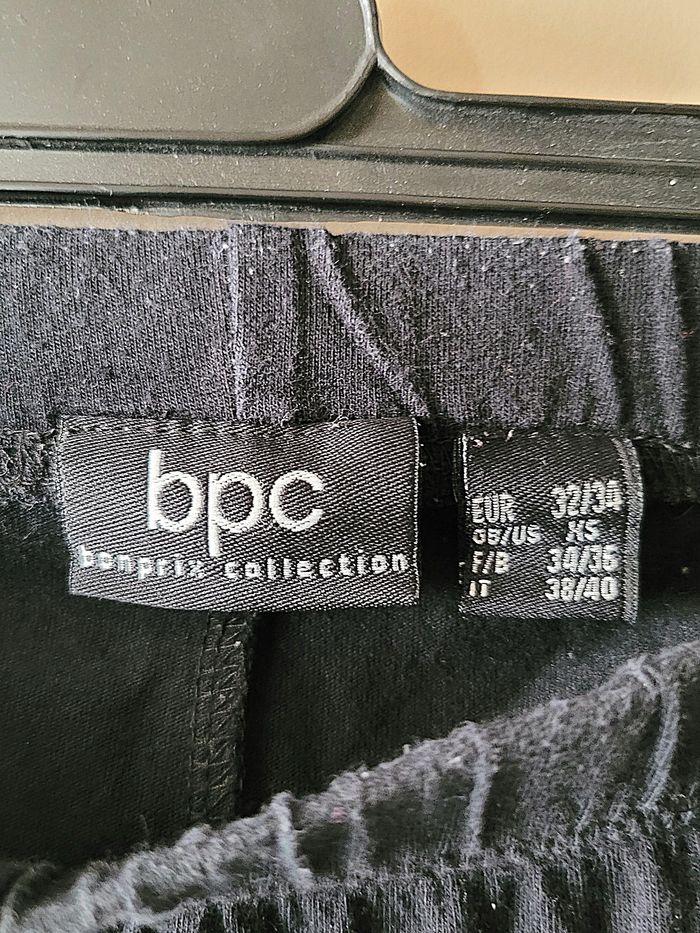 bpc
bonprix collection
EUR 32/34
GB/US XS
F/B 34/36
IT 38/40